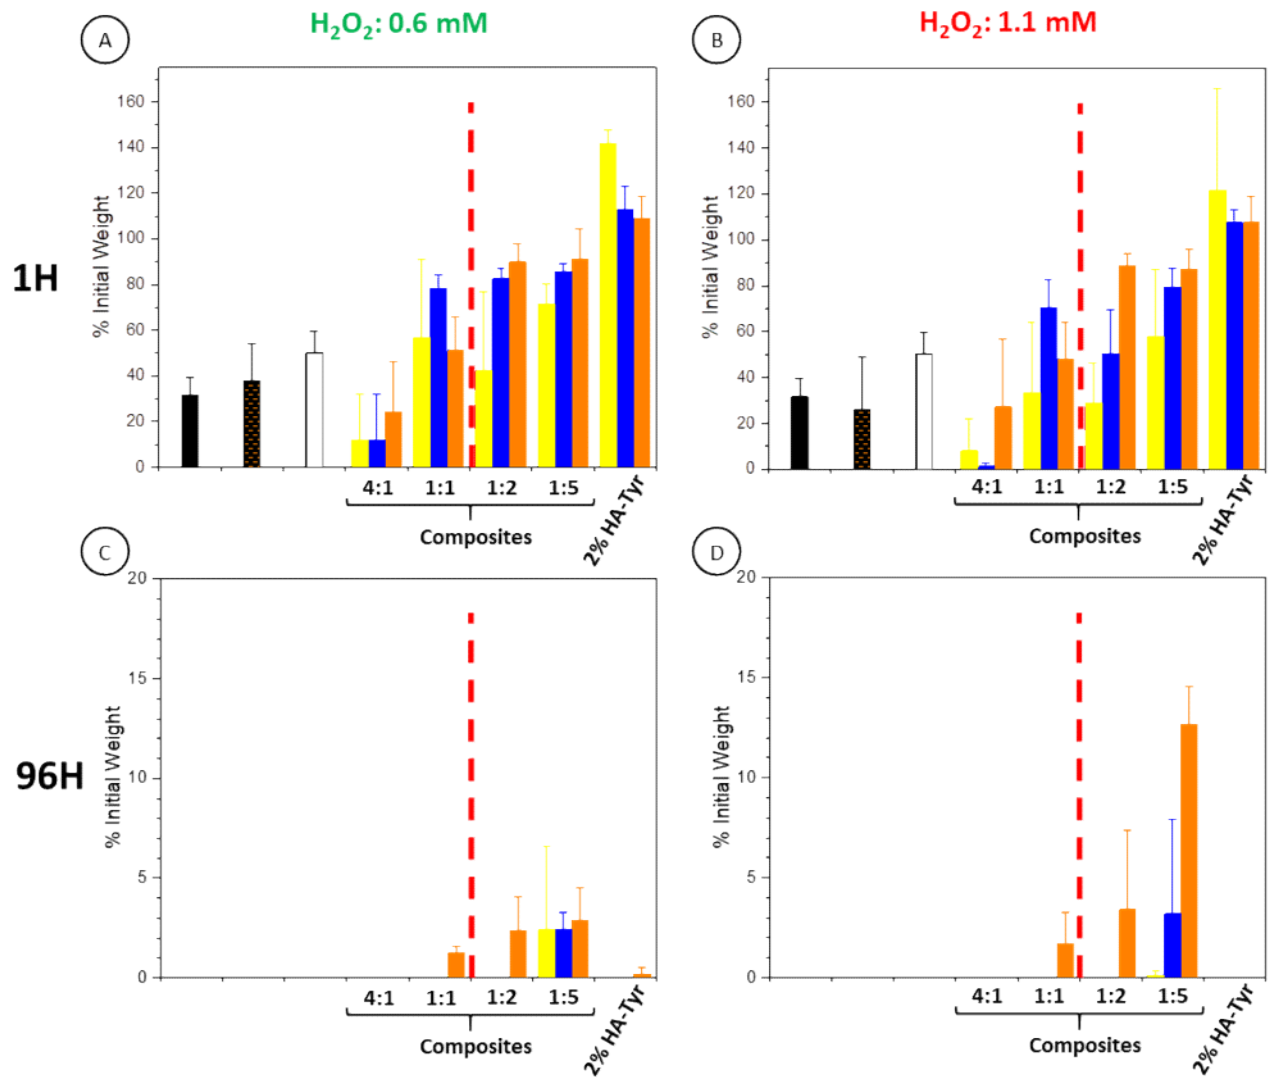 H₂O₂: 0.6 mM
H₂O₂: 1.1 mM
1H
96H
A
% Initial Weight
160
140
120
100
80
60
40
20
0
4:1 1:1 1:2 1:5 2% HA-Tyr
Composites
B
% Initial Weight
160
140
120
100
80
60
40
20
0
4:1 1:1 1:2 1:5 2% HA-Tyr
Composites
C
% Initial Weight
20
15
10
5
0
4:1 1:1 1:2 1:5 2% HA-Tyr
Composites
D
% Initial Weight
20
15
10
5
0
4:1 1:1 1:2 1:5 2% HA-Tyr
Composites